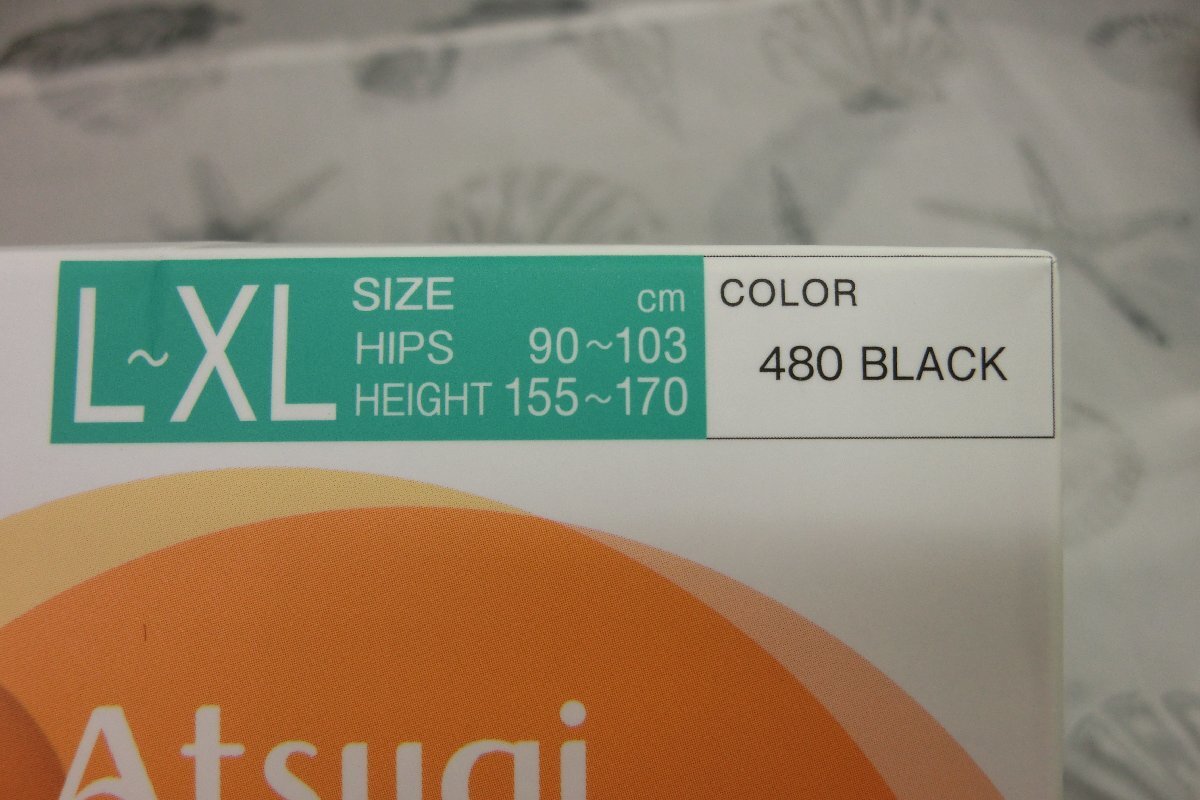 L~XL
SIZE cm
HIPS 90~103
HEIGHT 155~170
COLOR
480 BLACK
Atsugi